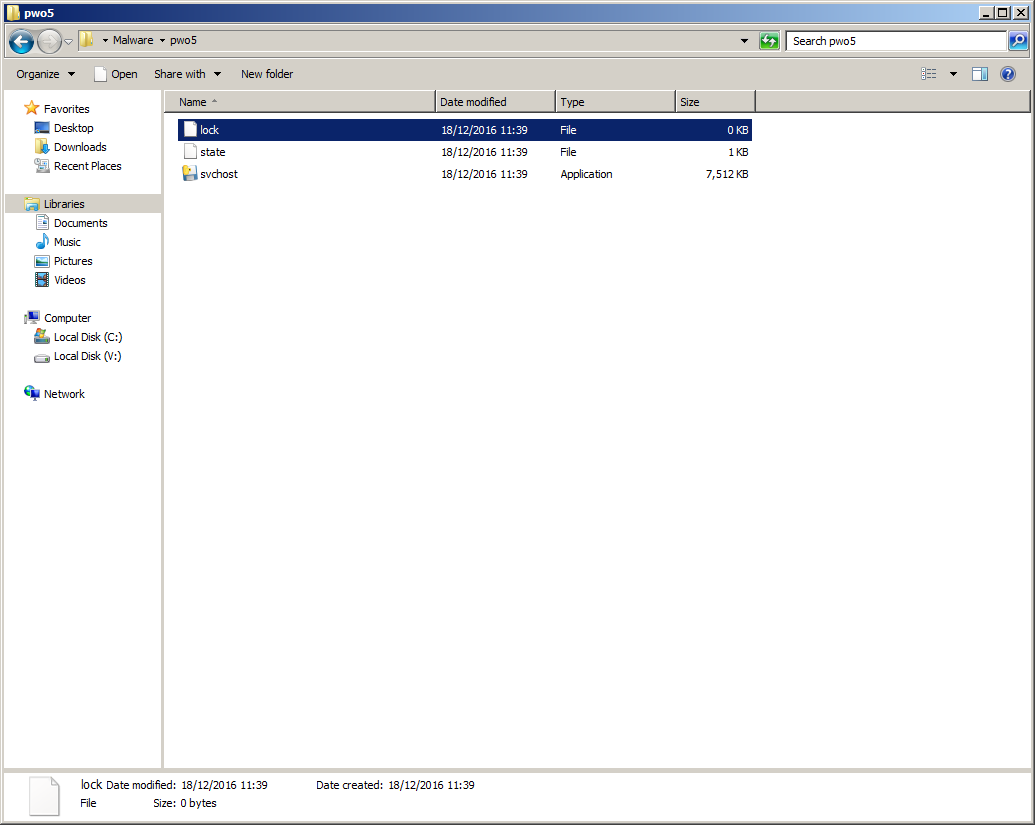 pwo5
Malware pwo5
Search pwo5
Organize Open Share with New folder
Name Date modified Type Size
lock 18/12/2016 11:39 File 0 KB
state 18/12/2016 11:39 File 1 KB
svchost 18/12/2016 11:39 Application 7,512 KB
Favorites
Desktop
Downloads
Recent Places
Libraries
Documents
Music
Pictures
Videos
Computer
Local Disk (C:)
Local Disk (V:)
Network
lock Date modified: 18/12/2016 11:39 Date created: 18/12/2016 11:39
File Size: 0 bytes